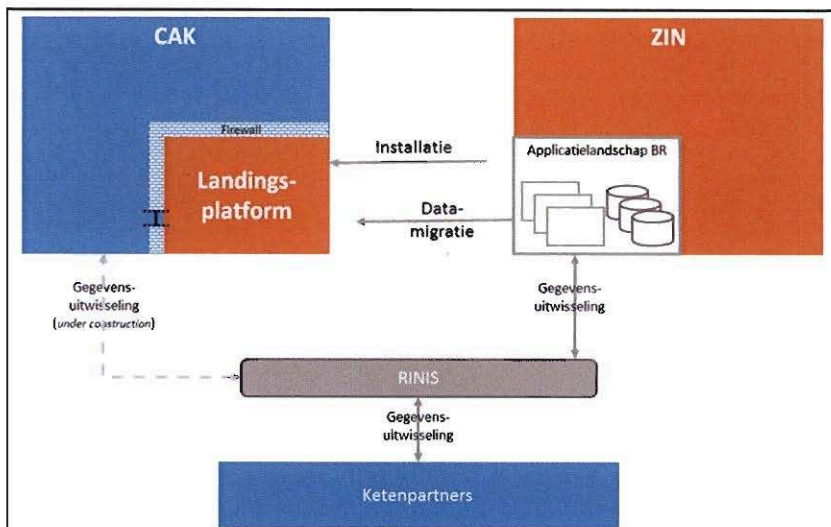 CAK
ZIN
Firewall
Landings-
platform
Installatie
Data-
migratie
Applicatielandschap BR
Gegevens-
uitwisseling
(under construction)
Gegevens-
uitwisseling
RINIS
Gegevens-
uitwisseling
Ketenpartners